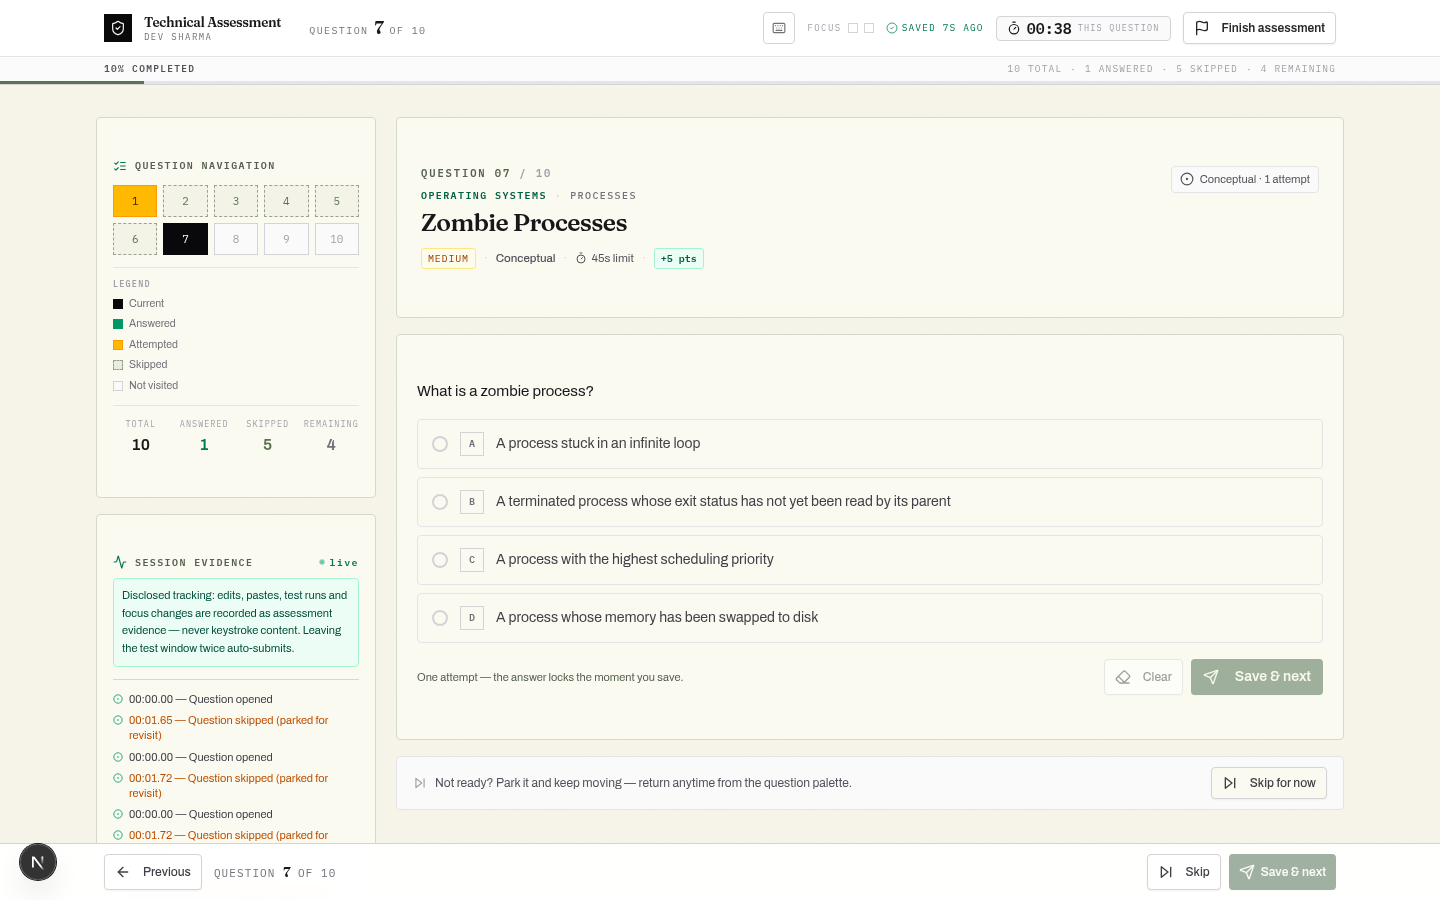 Technical Assessment
DEV SHARMA
QUESTION 7 OF 10
FOCUS
SAVED 7S AGO
00:38 THIS QUESTION
Finish assessment
10% COMPLETED
10 TOTAL · 1 ANSWERED · 5 SKIPPED · 4 REMAINING
QUESTION NAVIGATION
1 2 3 4 5
6 7 8 9 10
LEGEND
Current
Answered
Attempted
Skipped
Not visited
TOTAL ANSWERED SKIPPED REMAINING
10 1 5 4
SESSION EVIDENCE
live
Disclosed tracking: edits, pastes, test runs and
focus changes are recorded as assessment
evidence — never keystroke content. Leaving
the test window twice auto-submits.
00:00.00 — Question opened
00:01.65 — Question skipped (parked for
revisit)
00:00.00 — Question opened
00:01.72 — Question skipped (parked for
revisit)
00:00.00 — Question opened
00:01.72 — Question skipped (parked for
QUESTION 07 / 10
OPERATING SYSTEMS · PROCESSES
Zombie Processes
MEDIUM · Conceptual · 45s limit · +5 pts
Conceptual · 1 attempt
What is a zombie process?
A A process stuck in an infinite loop
B A terminated process whose exit status has not yet been read by its parent
C A process with the highest scheduling priority
D A process whose memory has been swapped to disk
One attempt — the answer locks the moment you save.
Clear
Save & next
Not ready? Park it and keep moving — return anytime from the question palette.
Skip for now
N
Previous
QUESTION 7 OF 10
Skip
Save & next